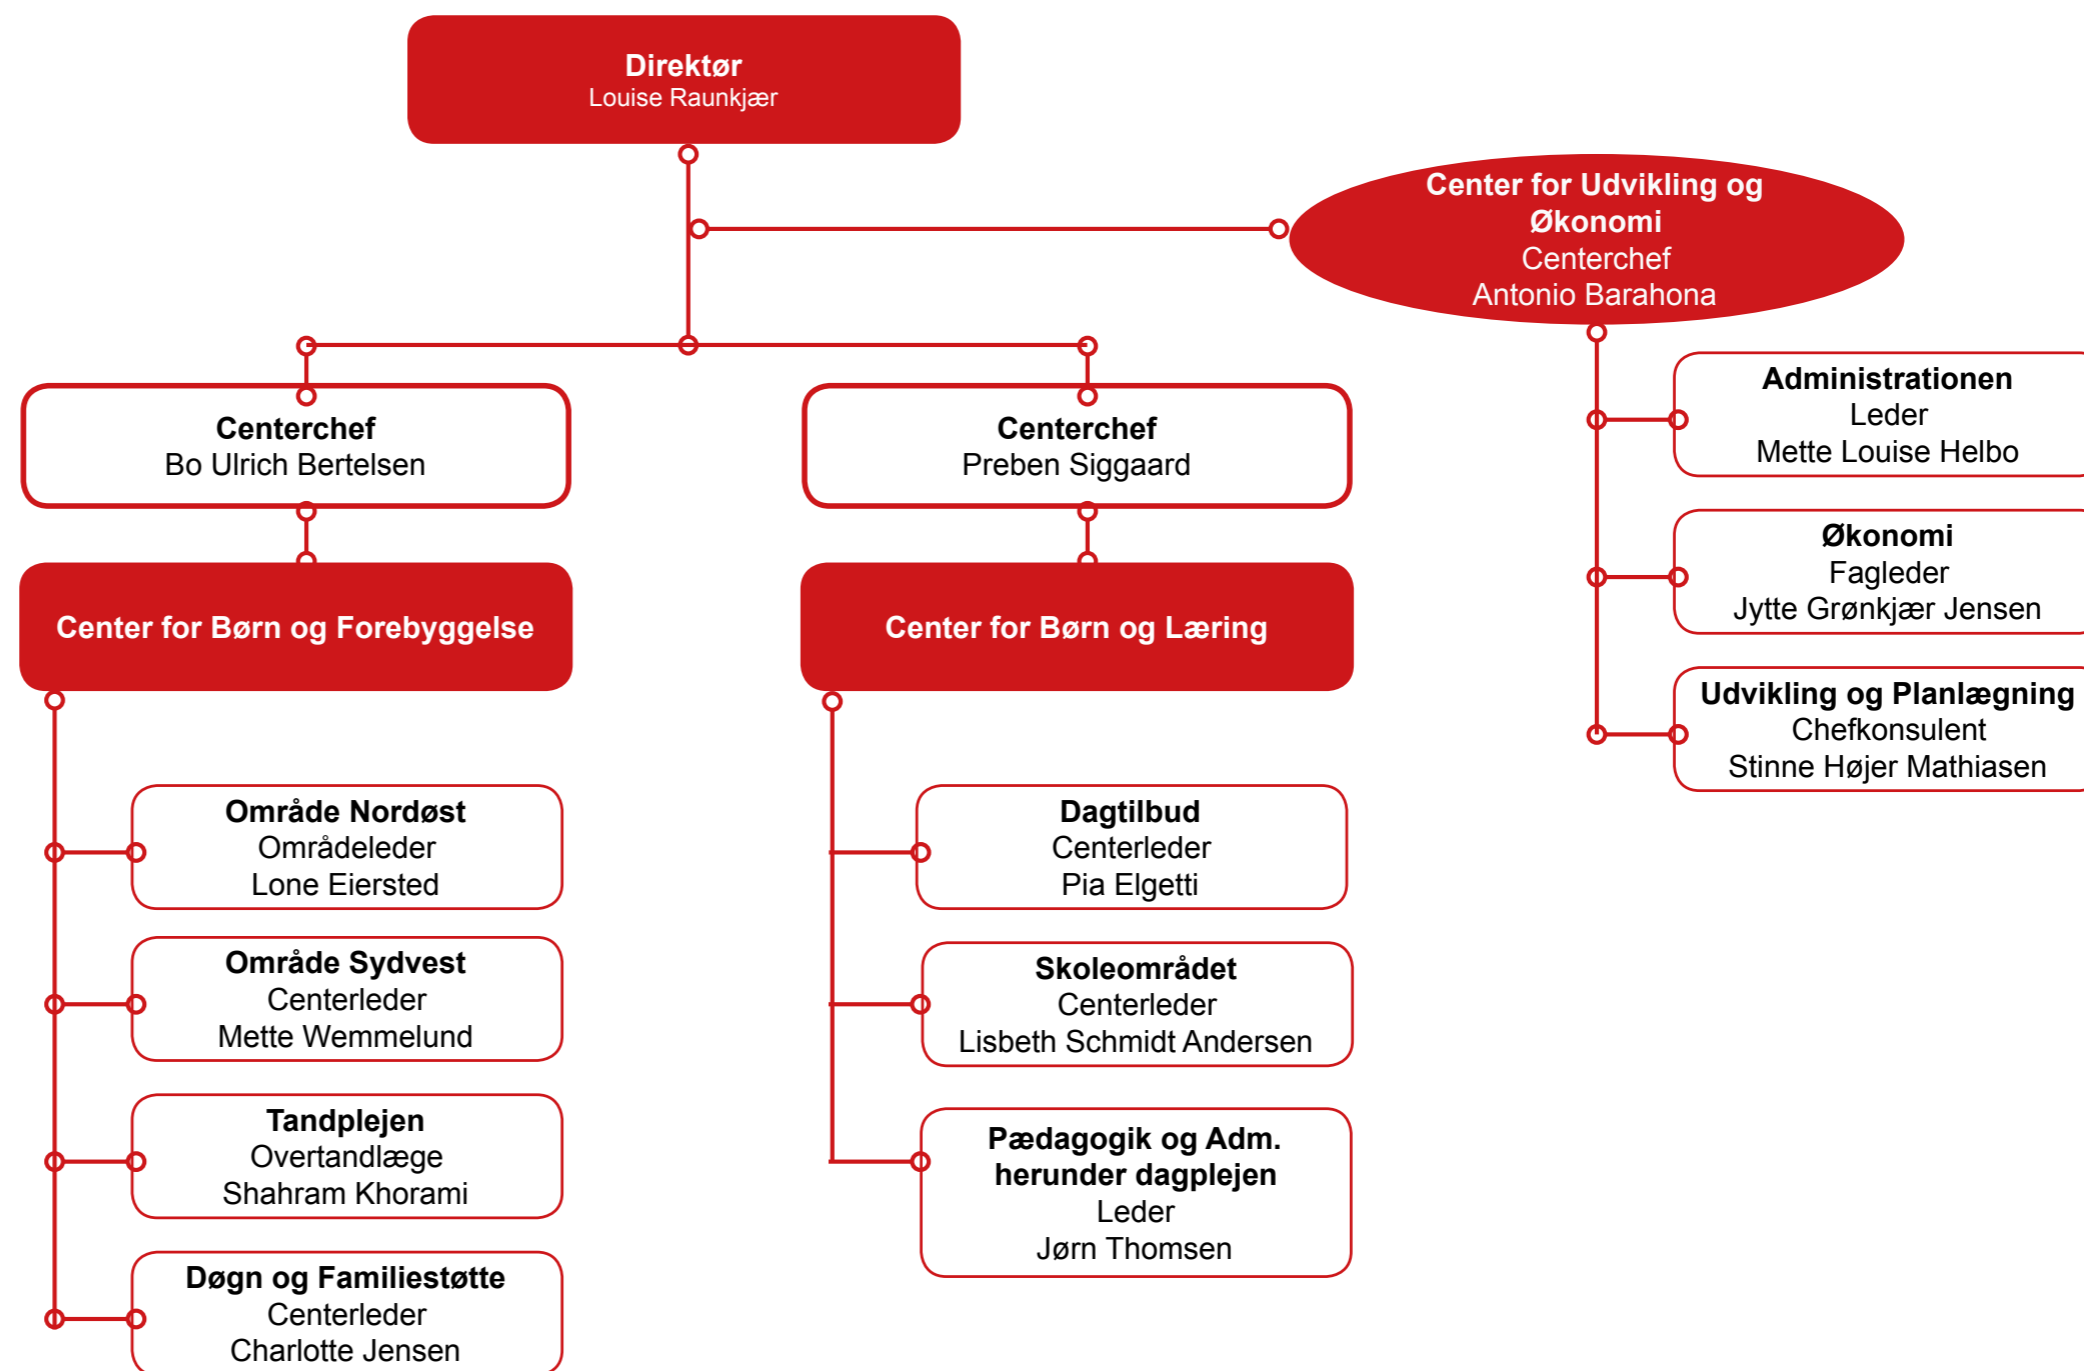 Direktør
Louise Raunkjær
Center for Udvikling og
Økonomi
Centerchef
Antonio Barahona
Administrationen
Leder
Mette Louise Helbo
Økonomi
Fagleder
Jytte Grønkjær Jensen
Udvikling og Planlægning
Chefkonsulent
Stinne Højer Mathiasen
Centerchef
Bo Ulrich Bertelsen
Center for Børn og Forebyggelse
Område Nordøst
Områdeleder
Lone Eiersted
Område Sydvest
Centerleder
Mette Wemmelund
Tandplejen
Overtandlæge
Shahram Khorami
Døgn og Familiestøtte
Centerleder
Charlotte Jensen
Centerchef
Preben Siggaard
Center for Børn og Læring
Dagtilbud
Centerleder
Pia Elgetti
Skoleområdet
Centerleder
Lisbeth Schmidt Andersen
Pædagogik og Adm.
herunder dagplejen
Leder
Jørn Thomsen